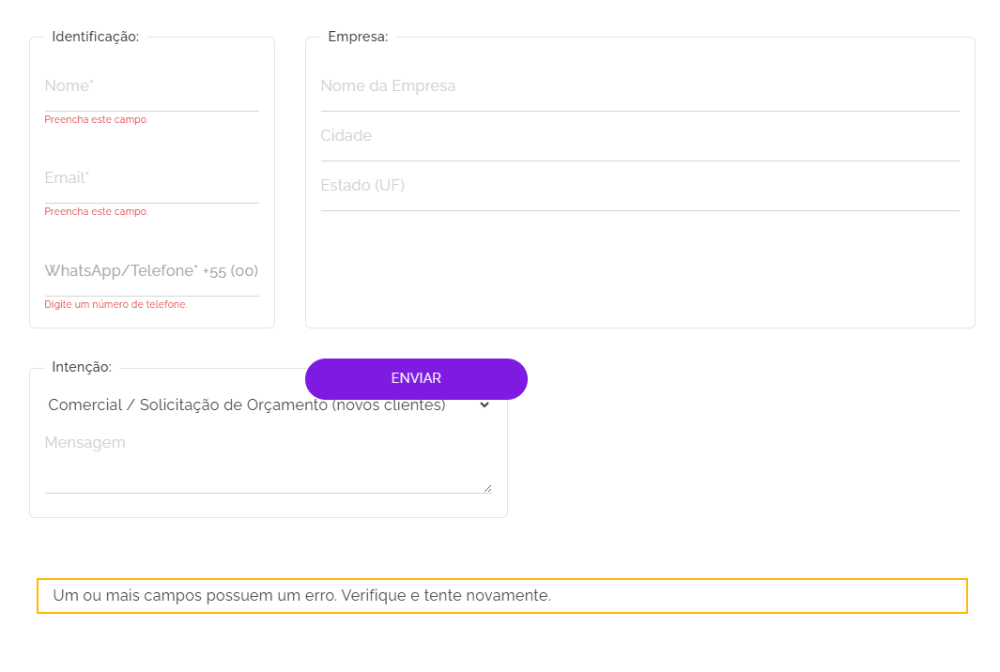 Identificação:
Nome*
Preencha este campo.
Email*
Preencha este campo.
WhatsApp/Telefone* +55 (00)
Digite um número de telefone.
Empresa:
Nome da Empresa
Cidade
Estado (UF)
Intenção:
ENVIAR
Comercial / Solicitação de Orçamento (novos clientes)
Mensagem
Um ou mais campos possuem um erro. Verifique e tente novamente.